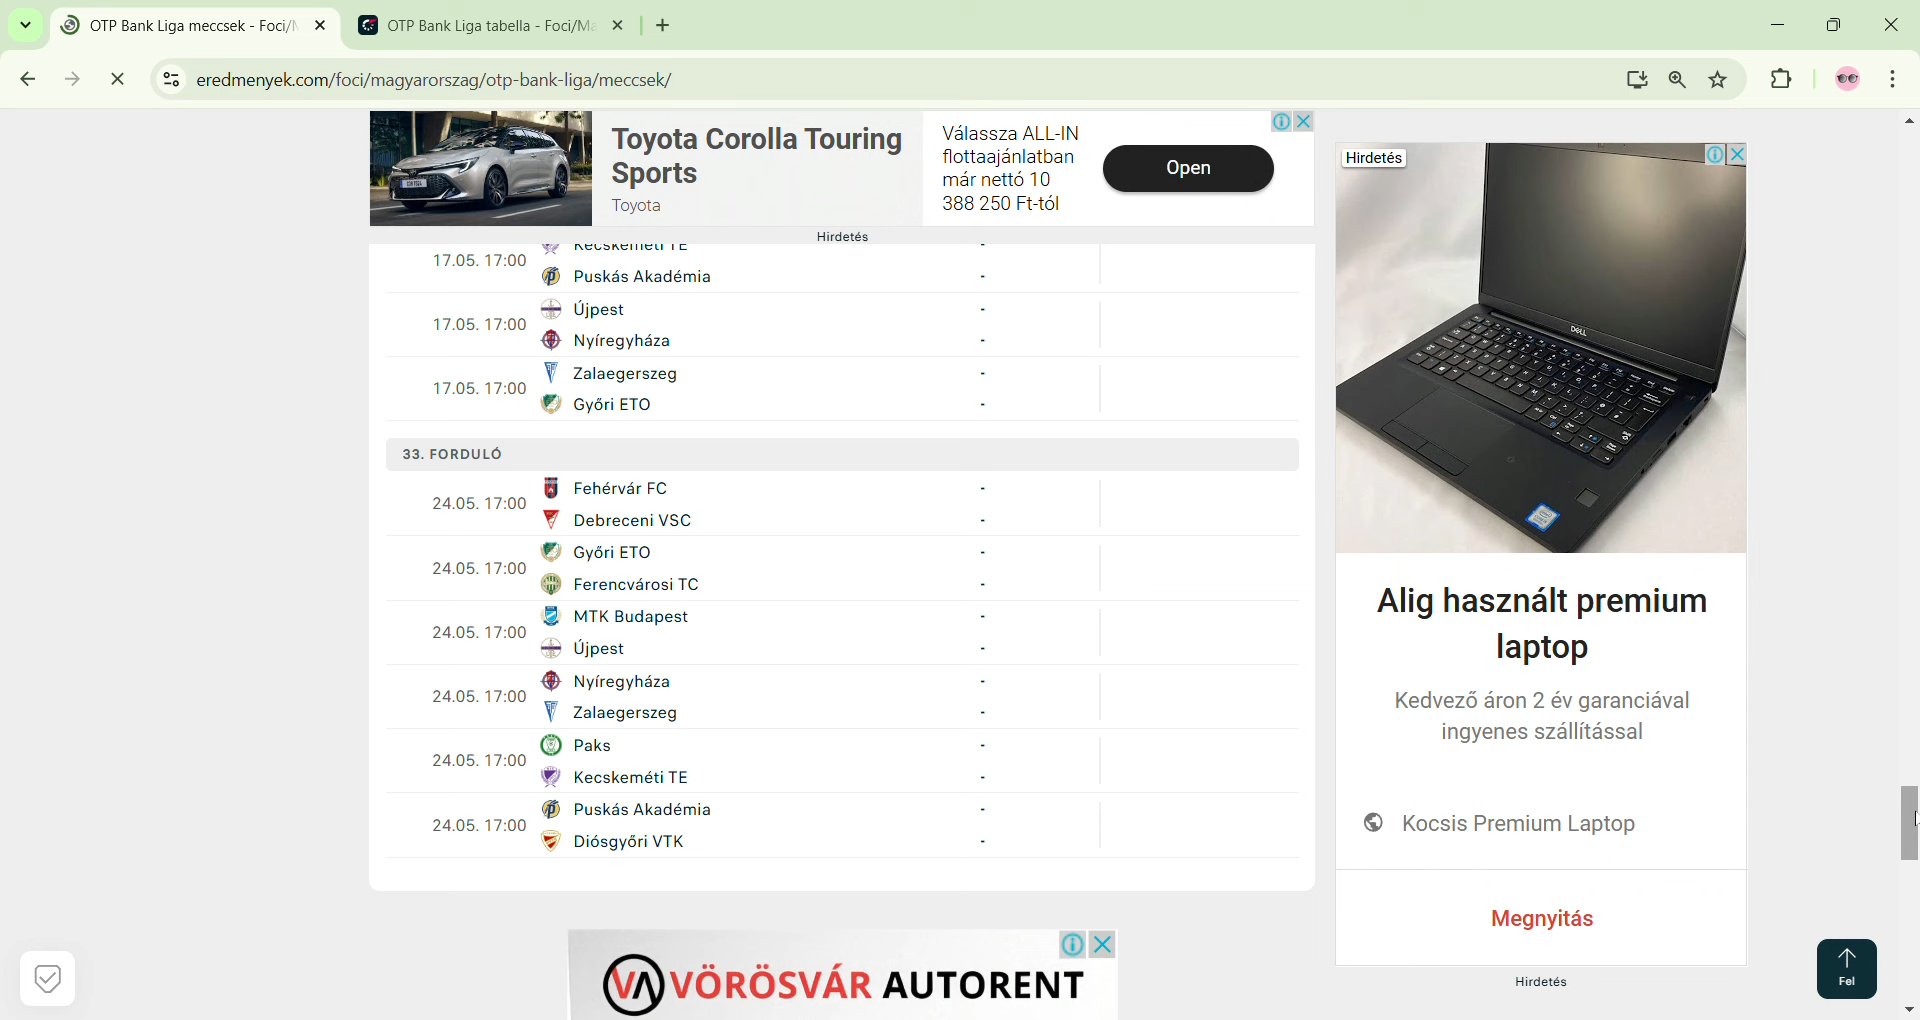 OTP Bank Liga meccsek - Foci/M
OTP Bank Liga tabella - Foci/Ma
eredmenyek.com/foci/magyarorszag/otp-bank-liga/meccsek/
Toyota Corolla Touring
Sports
Toyota
Válassza ALL-IN
flottaajánlatban
már nettó 10
388 250 Ft-tól
Open
Hirdetés
Kecskeméti TE -
17.05. 17:00
Puskás Akadémia -
Újpest -
17.05. 17:00
Nyíregyháza -
Zalaegerszeg -
17.05. 17:00
Győri ETO -
33. FORDULÓ
Fehérvár FC -
24.05. 17:00
Debreceni VSC -
Győri ETO -
24.05. 17:00
Ferencvárosi TC -
MTK Budapest -
24.05. 17:00
Újpest -
Nyíregyháza -
24.05. 17:00
Zalaegerszeg -
Paks -
24.05. 17:00
Kecskeméti TE -
Puskás Akadémia -
24.05. 17:00
Diósgyőri VTK -
VA VÖRÖSVÁR AUTORENT
Hirdetés
DELL
Alig használt premium
laptop
Kedvező áron 2 év garanciával
ingyenes szállítással
Kocsis Premium Laptop
Megnyitás
Hirdetés
Fel